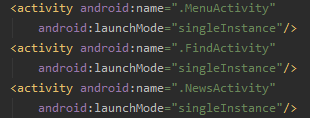 <activity android:name=".MenuActivity"
android:launchMode="singleInstance"/>
<activity android:name=".FindActivity"
android:launchMode="singleInstance"/>
<activity android:name=".NewsActivity"
android:launchMode="singleInstance"/>